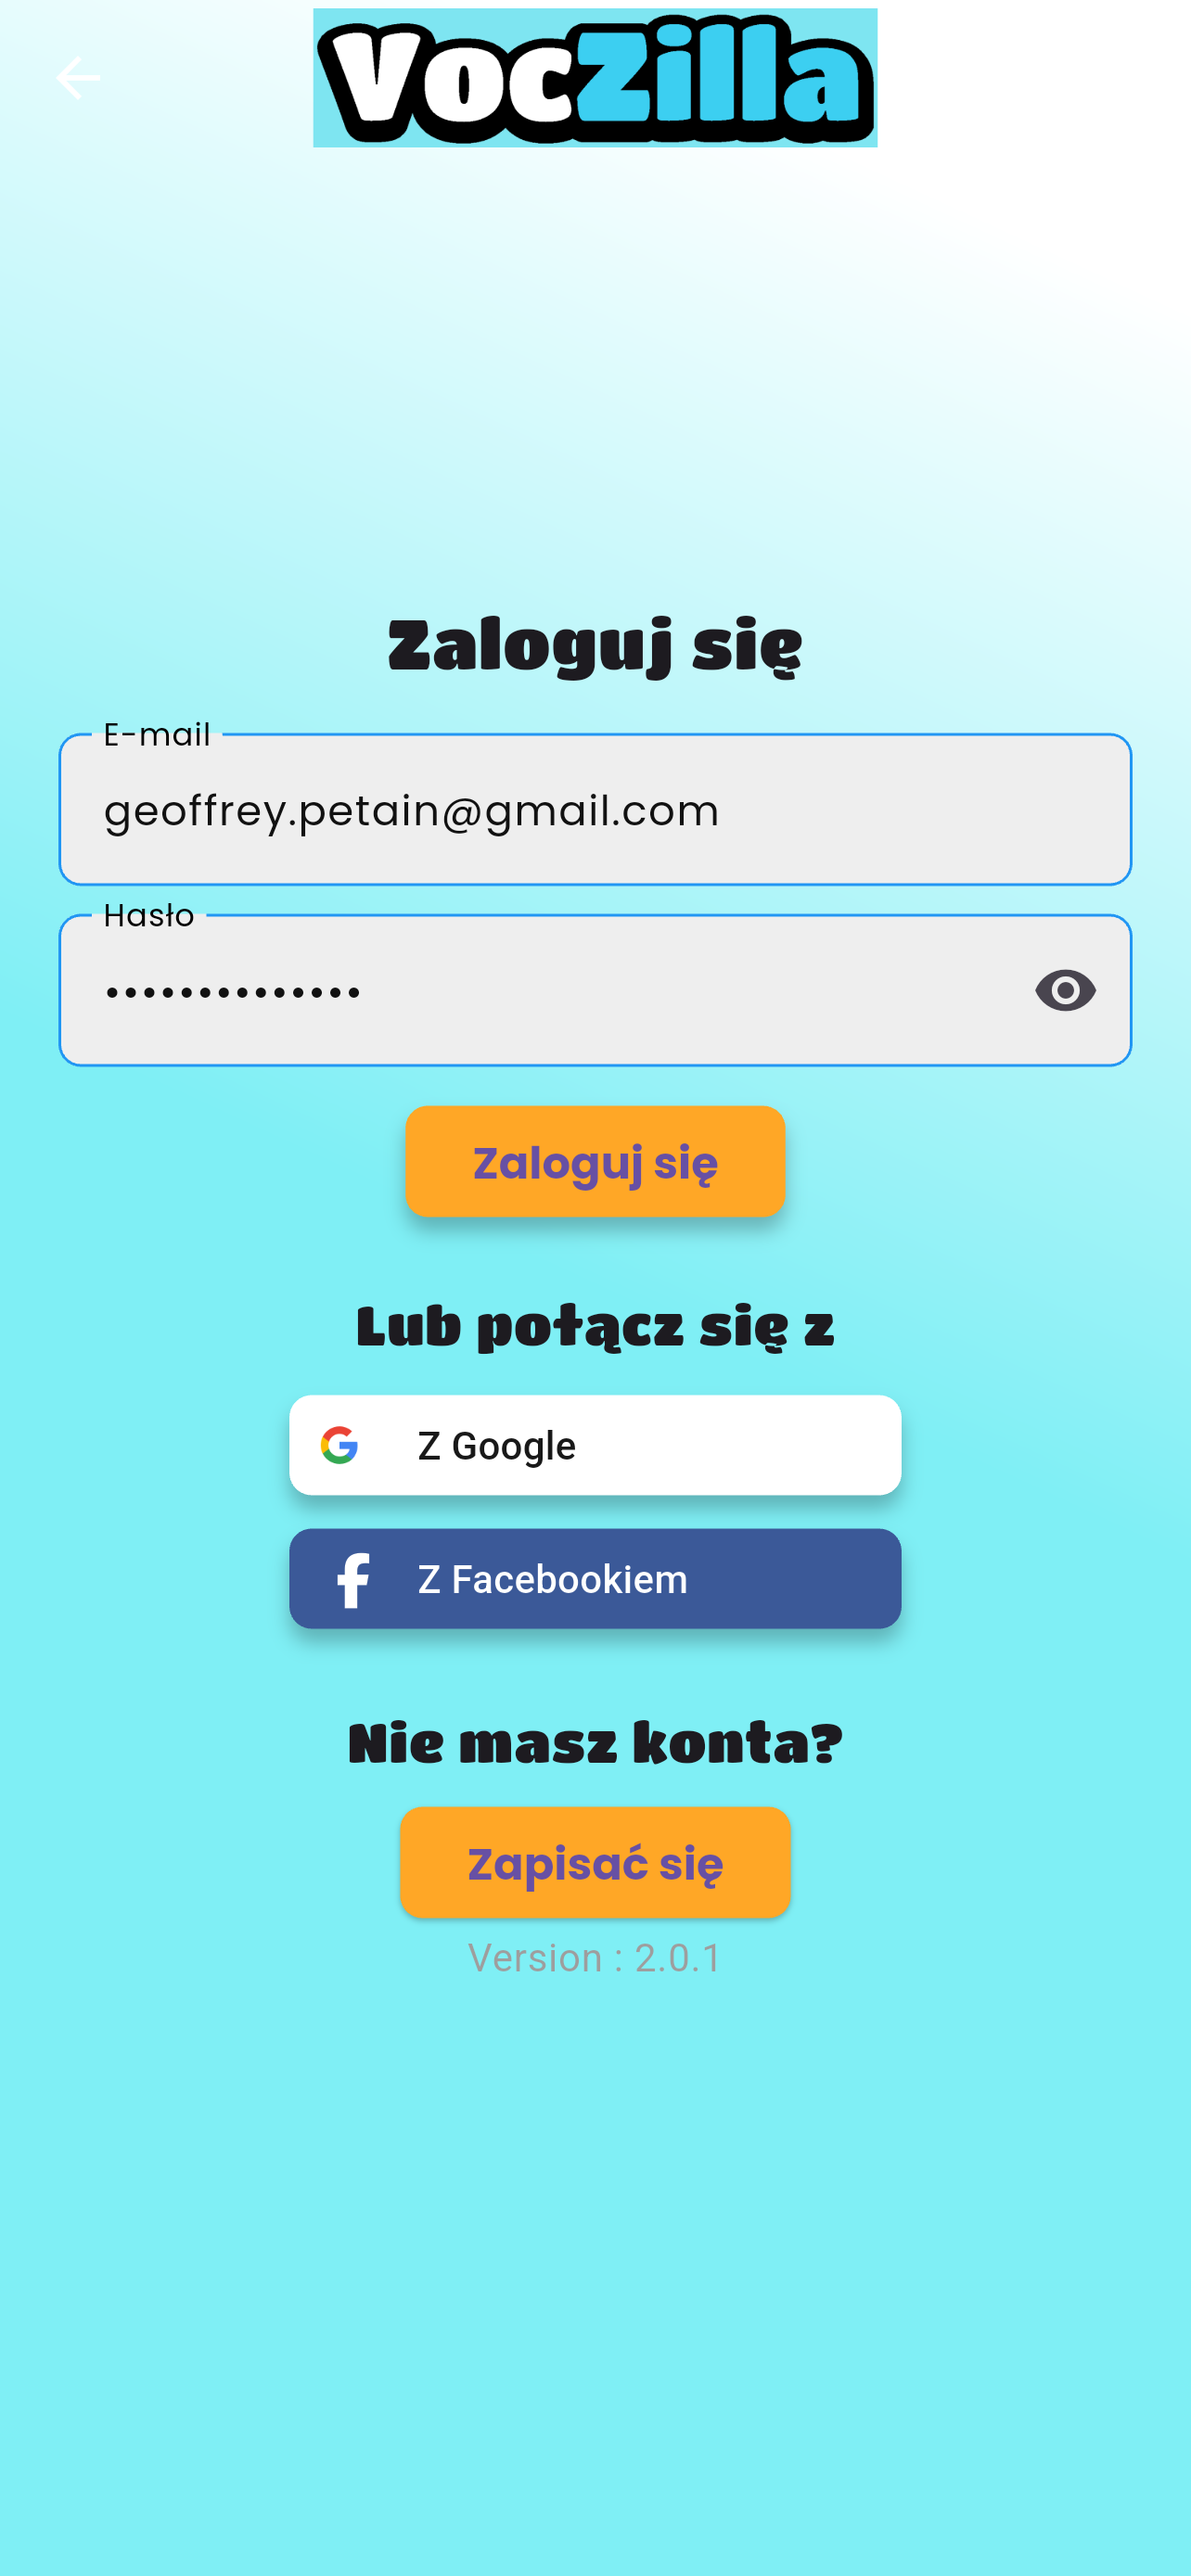 VocZilla
Zaloguj się
E-mail
geoffrey.petain@gmail.com
Hasło
••••••••••••••
Zaloguj się
Lub połącz się z
Z Google
Z Facebookiem
Nie masz konta?
Zapisać się
Version : 2.0.1